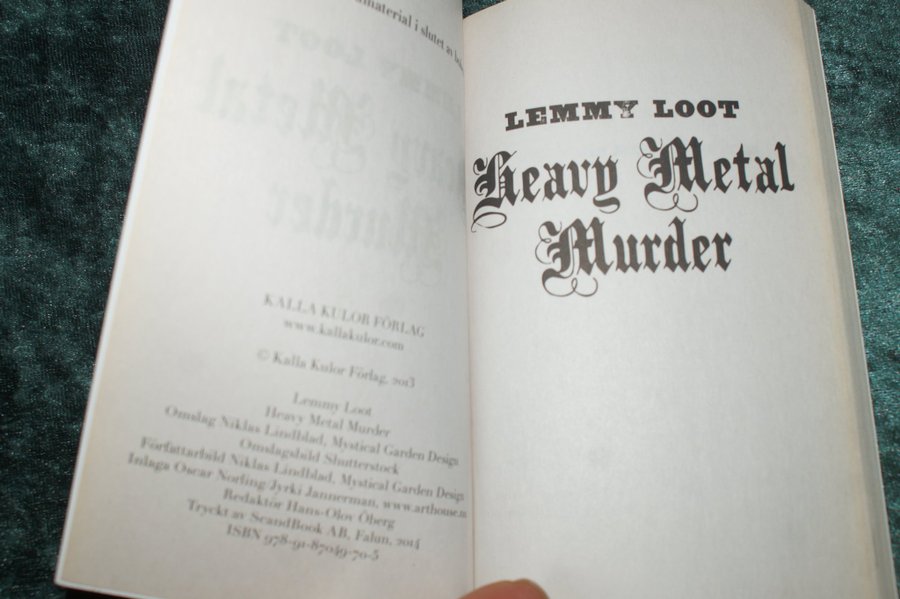 material i slutet av
KALLA KULOR FÖRLAG
www.kallakulor.com
© Kalla Kulor Förlag, 2013
Lemmy Loot
Heavy Metal Murder
Omslag Niklas Lindblad, Mystical Garden Design
Omslagsbild Shutterstock
Författarbild Niklas Lindblad, Mystical Garden Design
Inlaga Oscar Norling/Jyrki Jannerman, www.arthouse.nu
Redaktör Hans-Olov Öberg
Tryckt av ScandBook AB, Falun, 2014
ISBN 978-91-87049-70-5
LEMMY LOOT
Heavy Metal
Murder